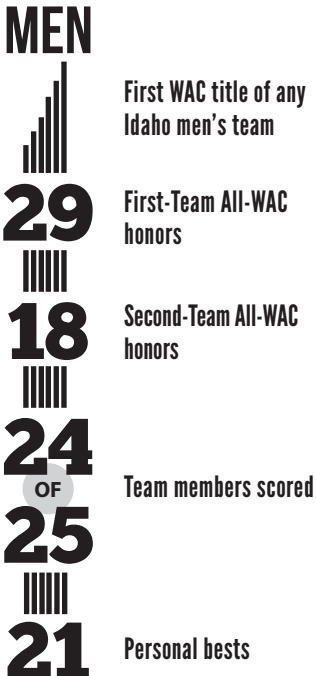 MEN
First WAC title of any
Idaho men's team
29
First-Team All-WAC
honors
18
Second-Team All-WAC
honors
24
OF
25
Team members scored
21
Personal bests